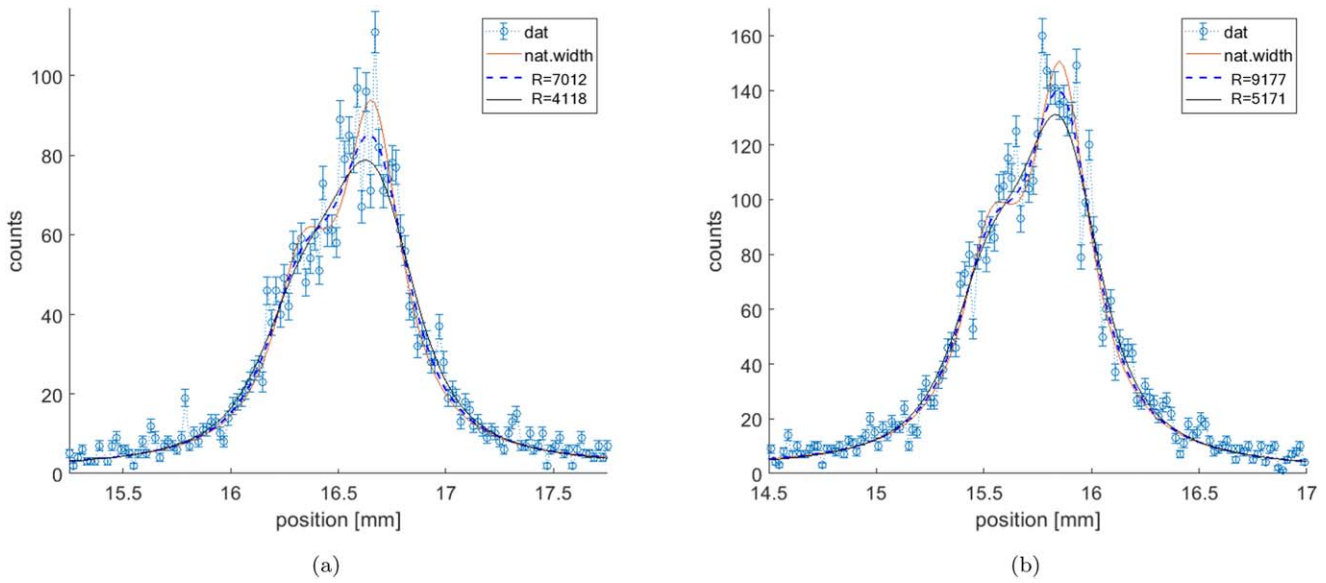 dat
nat.width
R=7012
R=4118
100
80
60
40
20
0
counts
15.5
16
16.5
17
17.5
position [mm]
(a)
dat
nat.width
R=9177
R=5171
160
140
120
100
80
60
40
20
0
counts
14.5
15
15.5
16
16.5
17
position [mm]
(b)